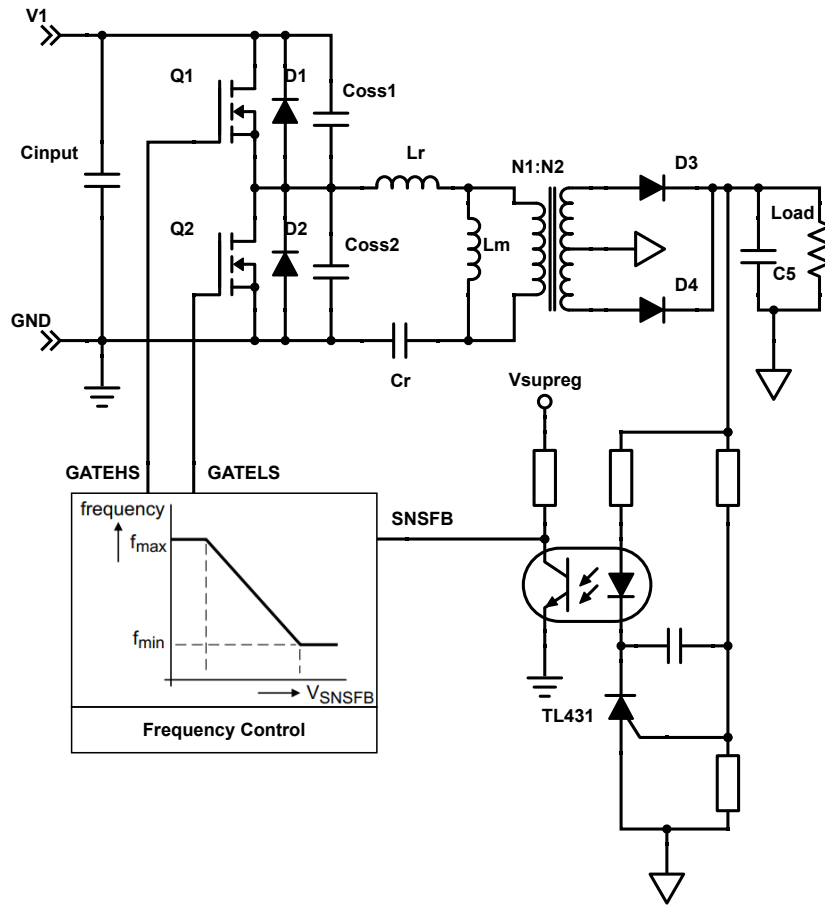 V1
Q1
D1
Coss1
Cinput
Lr
N1:N2
D3
Load
Q2
D2
Coss2
Lm
C5
D4
GND
Cr
Vsupreg
GATEHS
GATELS
SNSFB
frequency
fmax
fmin
VSNSFB
TL431
Frequency Control